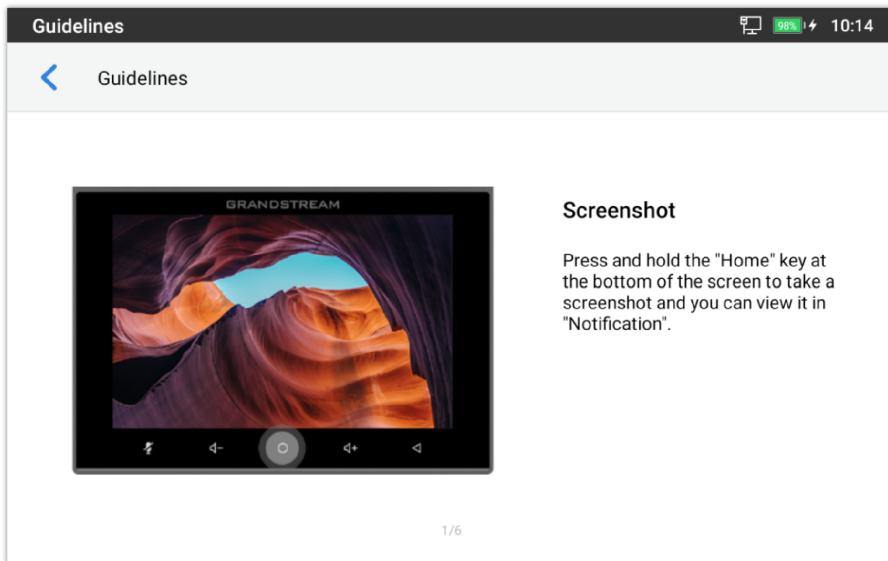 Guidelines
98%
10:14
Guidelines
GRANDSTREAM
Screenshot
Press and hold the "Home" key at
the bottom of the screen to take a
screenshot and you can view it in
"Notification".
1/6